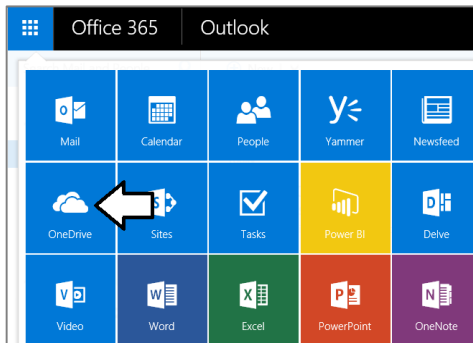 Office 365 Outlook
Mail Calendar People Yammer Newsfeed
OneDrive Sites Tasks Power BI Delve
Video Word Excel PowerPoint OneNote